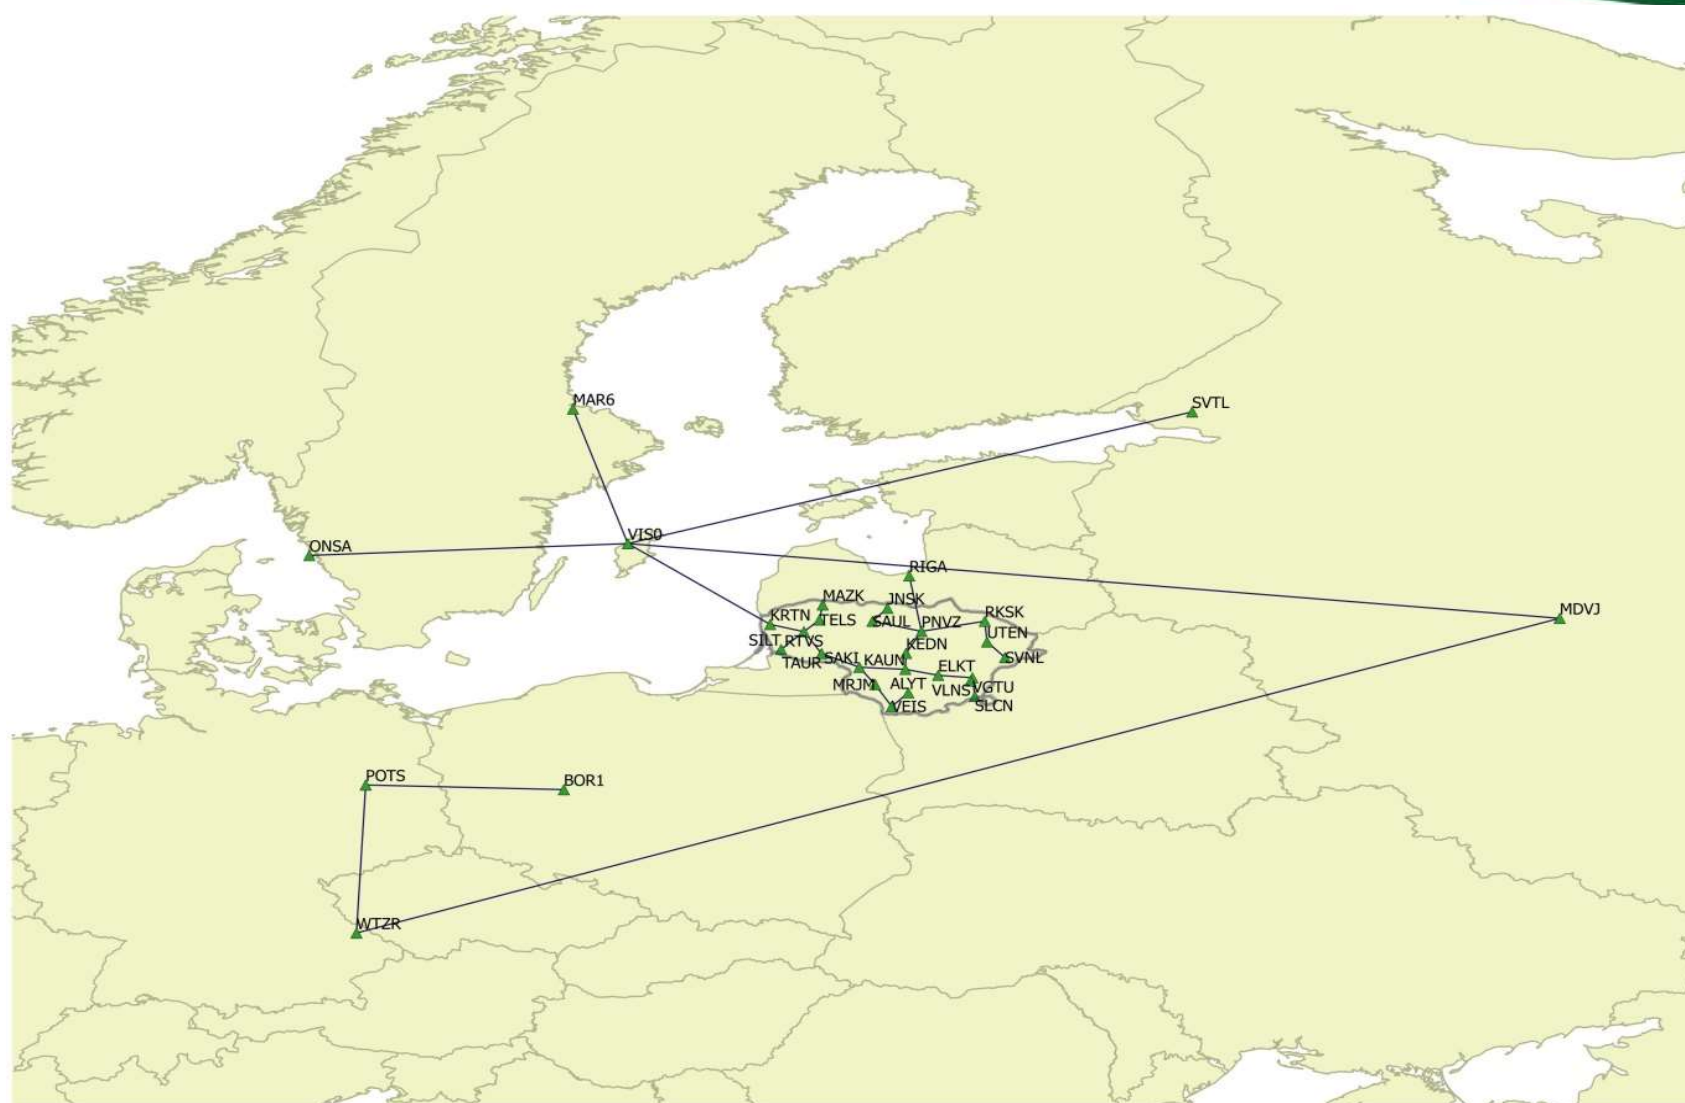 MAR6
SVTL
VIS0
ONSA
RIGA
MAZK
JNSK
RKSK
MDVJ
KRTN
TELS
SAUL
PNVZ
UTEN
SILT
RTVS
KEDN
TAUR
SAKI
KAUN
ELKT
SVNL
MRJM
ALYT
VLNS
VGTU
VEIS
SLCN
POTS
BOR1
WTZR